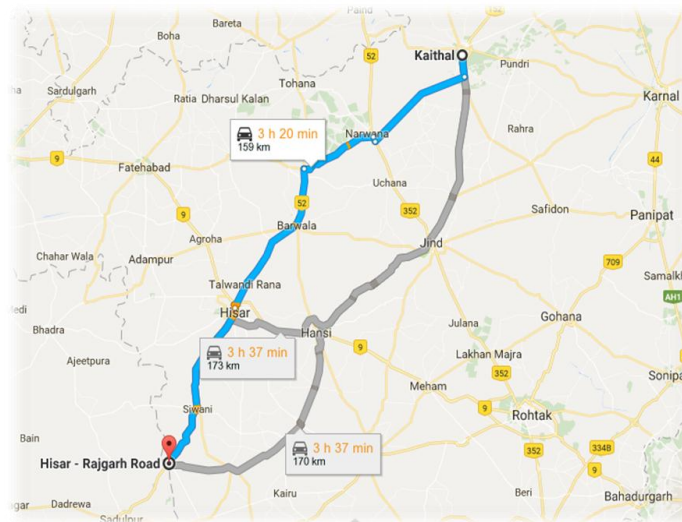 Bareta
Paind
Boha
52
Kaithal
Pundri
Sardulgarh
Tohana
Karnal
Ratia
Dharsul Kalan
3 h 20 min
159 km
Narwana
Rahra
9
Fatehabad
44
Uchana
9
52
352
Safidon
Panipat
Agroha
Barwala
Jind
Chahar Wala
Adampur
709
Samalkh
Talwandi Rana
AH1
Hisar
Bhadra
Hansi
Julana
Gohana
3 h 37 min
173 km
9
Lakhan Majra
Ajeetpura
352
Sonipa
Meham
Siwani
9
Rohtak
Bain
3 h 37 min
170 km
352
334B
Hisar - Rajgarh Road
9
Kairu
Beri
Bahadurgarh
Dadrewa
Sadulpur